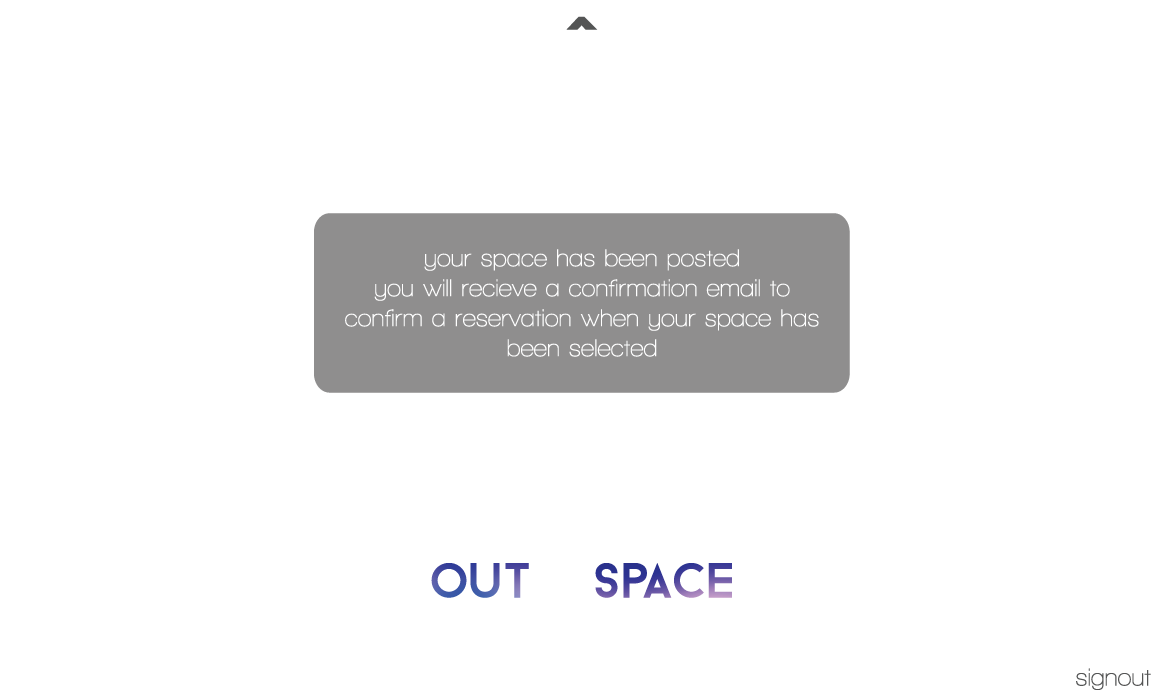 your space has been posted
you will recieve a confirmation email to
confirm a reservation when your space has
been selected
OUT SPACE
signout